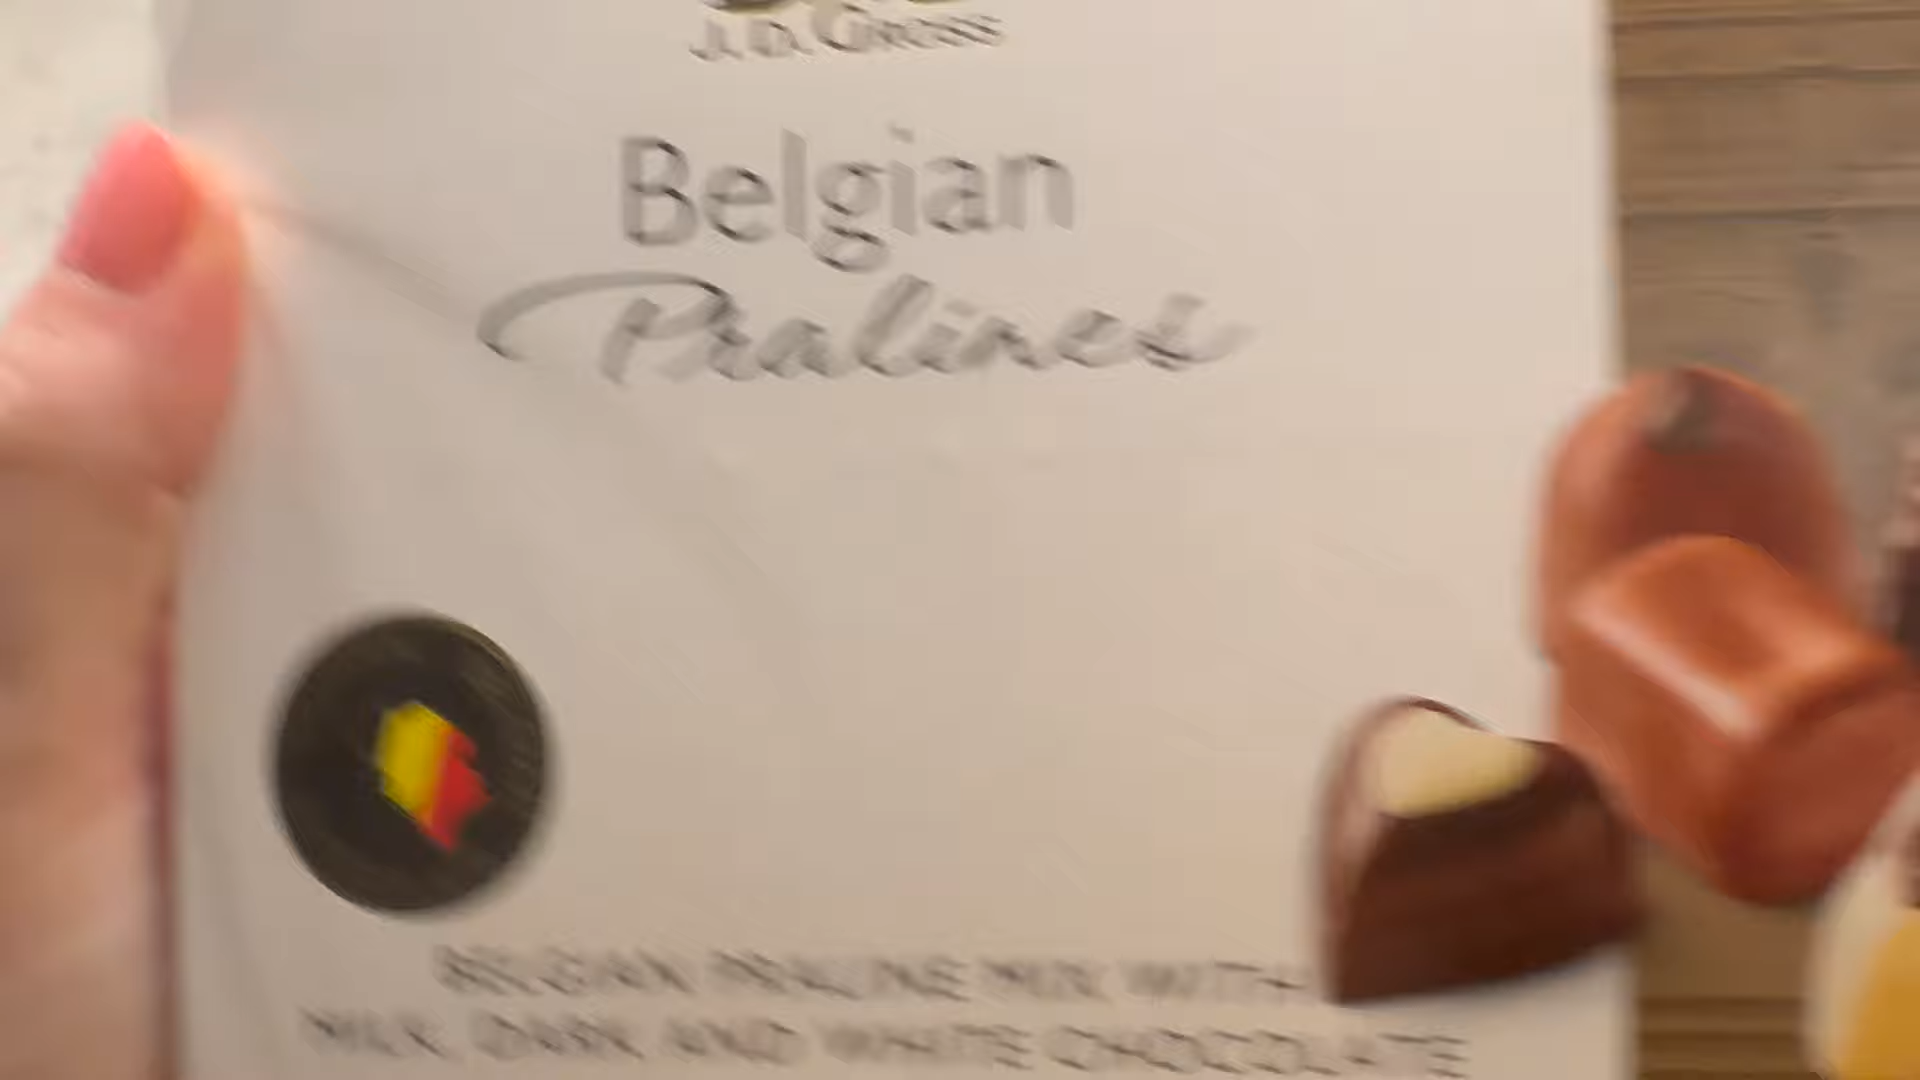 J. D. Gross
Belgian
Pralines
BELGIAN PRALINE MIX WITH
MILK, DARK AND WHITE CHOCOLATE